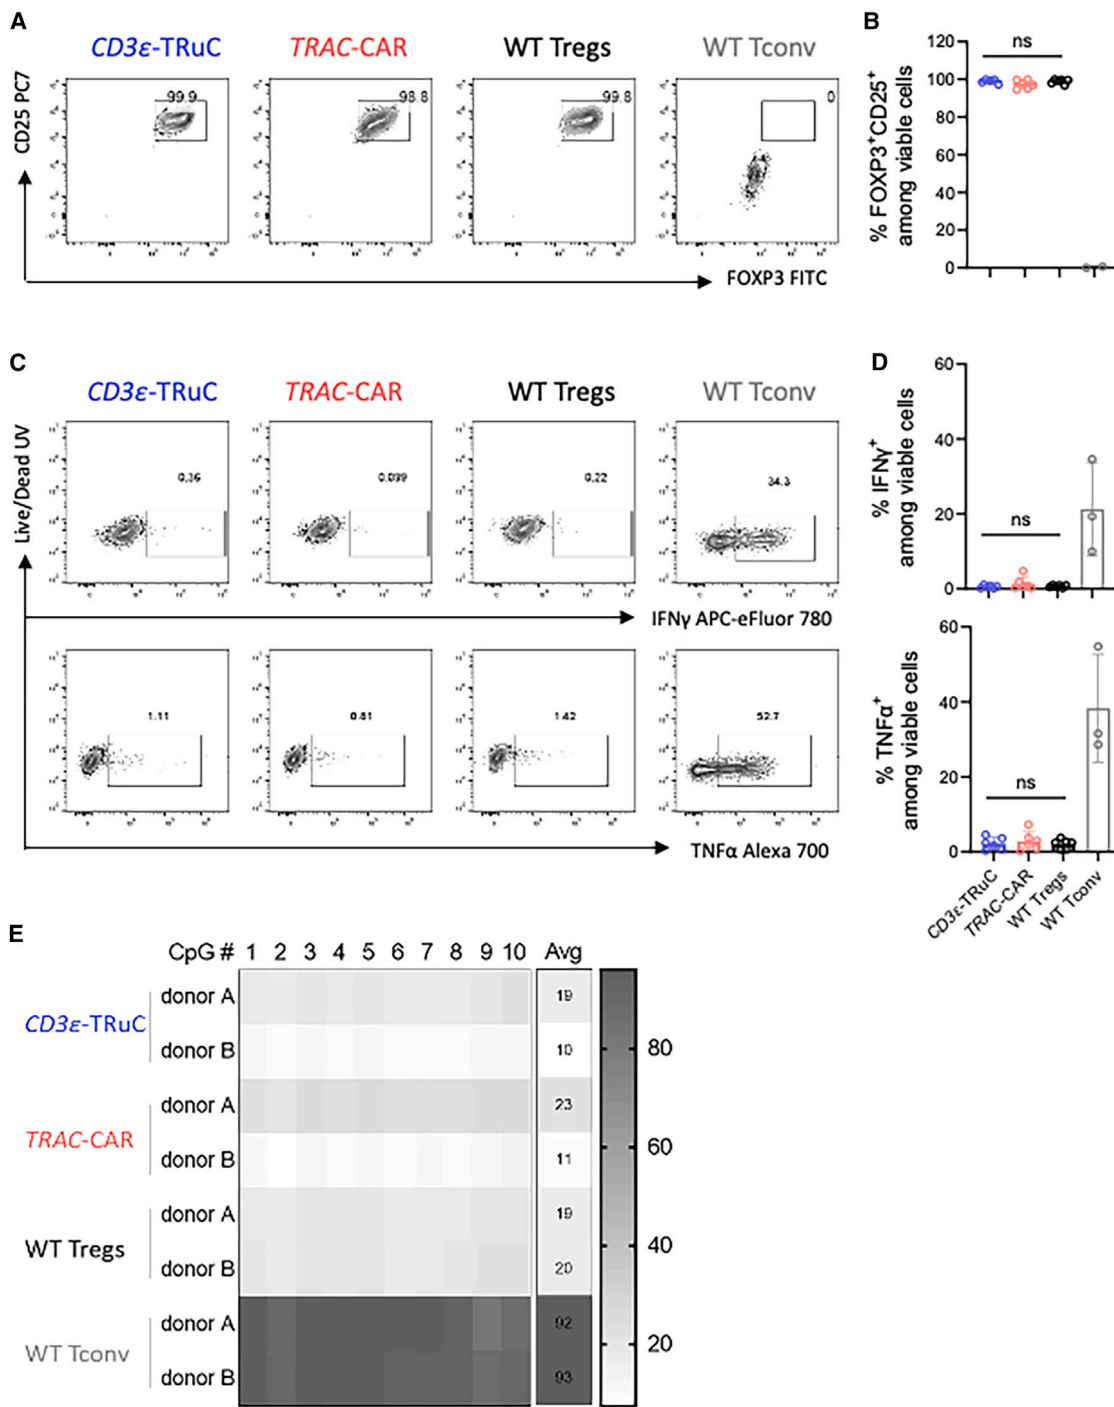 A
CD3ε-TRuC
TRAC-CAR
WT Tregs
WT Tconv
CD25 PC7
99.9
98.8
99.8
0
FOXP3 FITC
B
% FOXP3⁺CD25⁺
among viable cells
120
100
80
60
40
20
0
ns
C
CD3ε-TRuC
TRAC-CAR
WT Tregs
WT Tconv
Live/Dead UV
0.36
0.099
0.22
34.3
IFNγ APC-eFluor 780
1.11
0.81
1.42
52.7
TNFα Alexa 700
D
% IFNγ⁺
among viable cells
60
40
20
0
ns
% TNFα⁺
among viable cells
60
40
20
0
ns
CD3ε-TRuC
TRAC-CAR
WT Tregs
WT Tconv
E
CpG # 1 2 3 4 5 6 7 8 9 10 Avg
CD3ε-TRuC
donor A 19
donor B 10
TRAC-CAR
donor A 23
donor B 11
WT Tregs
donor A 19
donor B 20
WT Tconv
donor A 92
donor B 93
80
60
40
20